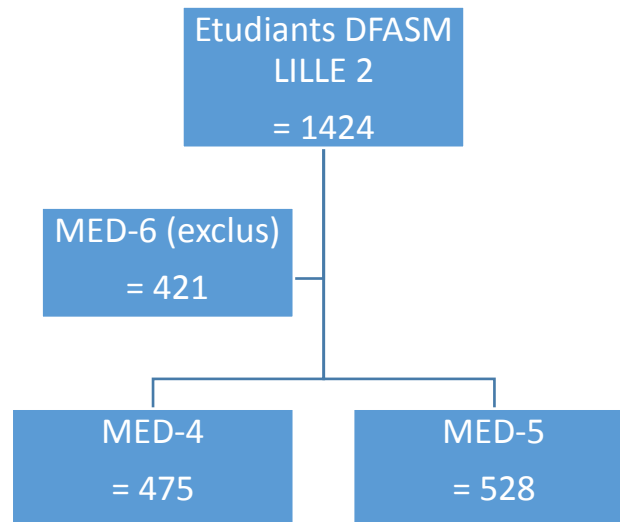 Etudiants DFASM
LILLE 2
= 1424
MED-6 (exclus)
= 421
MED-4
= 475
MED-5
= 528